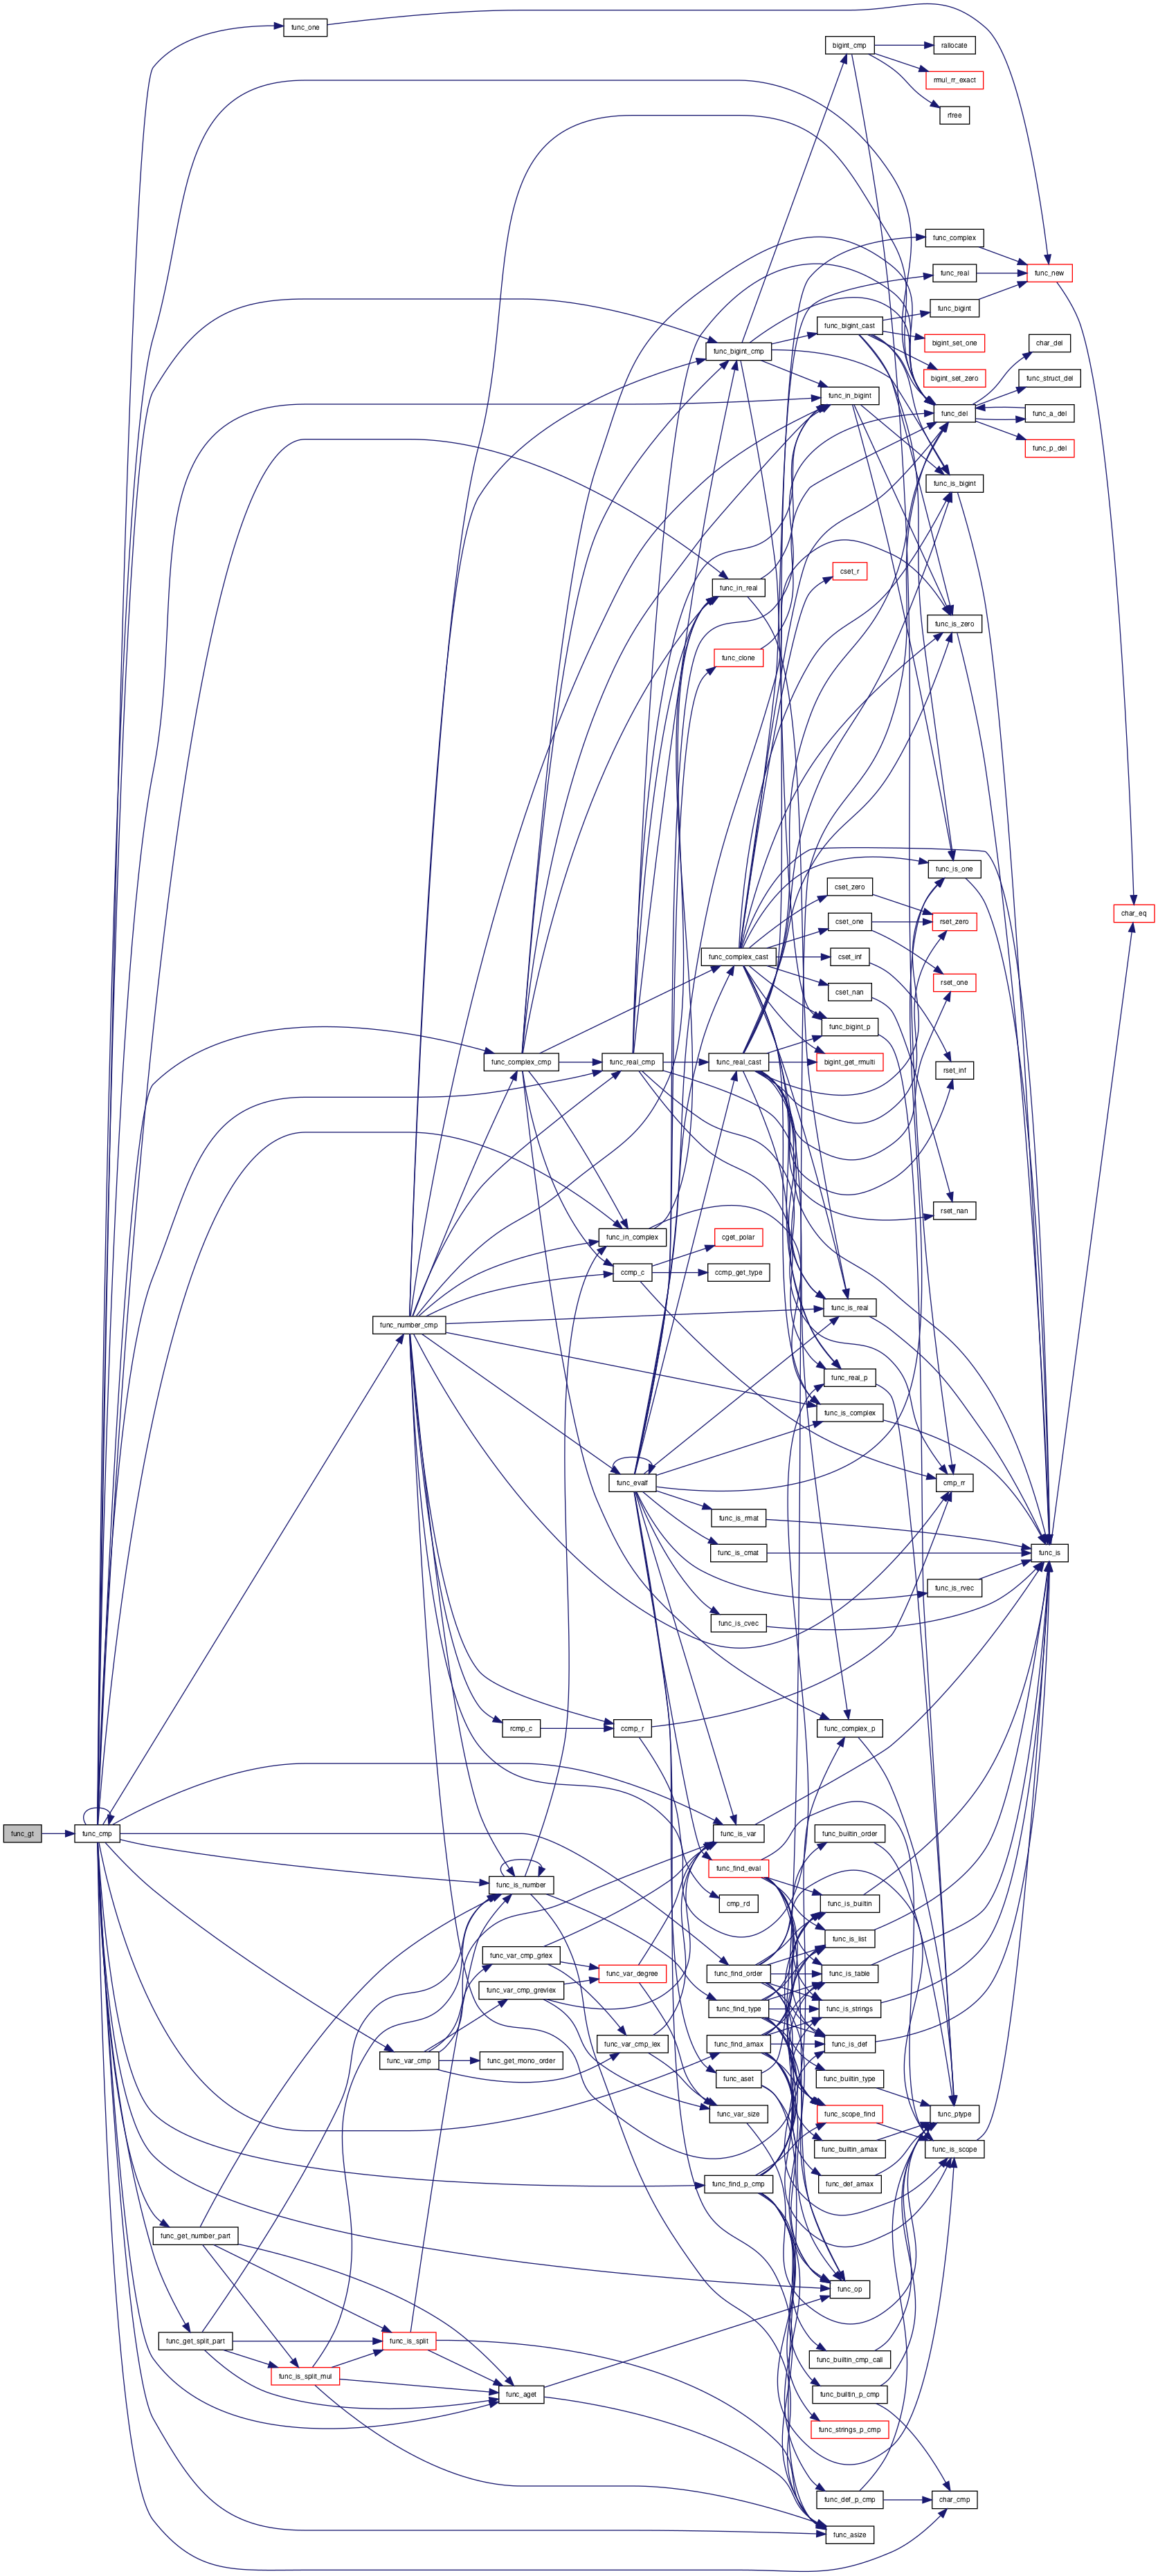 func_one
bigint_cmp
rallocate
rmul_rr_exact
rfree
func_complex
func_real
func_new
func_bigint
func_bigint_cast
bigint_set_one
char_del
func_bigint_cmp
bigint_set_zero
func_struct_del
func_in_bigint
func_del
func_a_del
func_p_del
func_is_bigint
cset_r
func_in_real
func_is_zero
func_clone
func_is_one
cset_zero
char_eq
cset_one
rset_zero
func_complex_cast
cset_inf
rset_one
cset_nan
func_bigint_p
func_complex_cmp
func_real_cmp
func_real_cast
bigint_get_rmulti
rset_inf
rset_nan
func_in_complex
cget_polar
ccmp_c
ccmp_get_type
func_is_real
func_number_cmp
func_real_p
func_is_complex
func_evalf
cmp_rr
func_is_rmat
func_is_cmat
func_is
func_is_rvec
func_is_cvec
rcmp_c
ccmp_r
func_complex_p
func_gt
func_cmp
func_is_var
func_builtin_order
func_find_eval
func_is_number
cmp_rd
func_is_builtin
func_is_list
func_var_cmp_grlex
func_var_degree
func_find_order
func_is_table
func_var_cmp_grevlex
func_find_type
func_is_strings
func_var_cmp_lex
func_find_amax
func_is_def
func_var_cmp
func_get_mono_order
func_aset
func_builtin_type
func_var_size
func_scope_find
func_ptype
func_builtin_amax
func_is_scope
func_find_p_cmp
func_def_amax
func_get_number_part
func_op
func_get_split_part
func_is_split
func_builtin_cmp_call
func_is_split_mul
func_aget
func_builtin_p_cmp
func_strings_p_cmp
func_def_p_cmp
char_cmp
func_asize